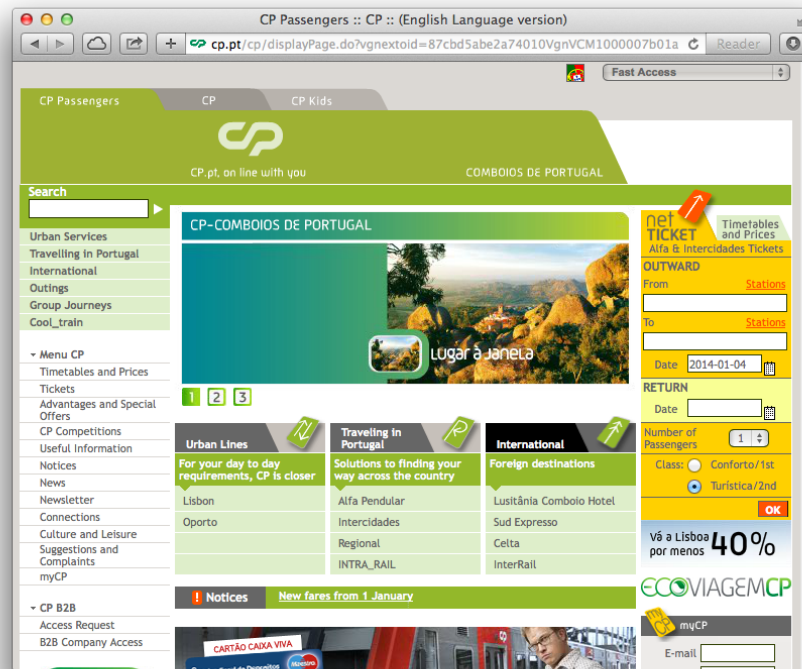 CP Passengers :: CP :: (English Language version)
cp.pt/cp/displayPage.do?vgnextoid=87cbd5abe2a74010VgnVCM1000007b01a
Reader
Fast Access
CP Passengers
CP
CP Kids
cp
CP.pt, on line with you
COMBOIOS DE PORTUGAL
Search
Urban Services
Travelling in Portugal
International
Outings
Group Journeys
Cool_train
Menu CP
Timetables and Prices
Tickets
Advantages and Special
Offers
CP Competitions
Useful Information
Notices
News
Newsletter
Connections
Culture and Leisure
Suggestions and
Complaints
myCP
CP B2B
Access Request
B2B Company Access
CP-COMBOIOS DE PORTUGAL
Lugar à Janela
1 2 3
Urban Lines
For your day to day
requirements, CP is closer
Lisbon
Oporto
Traveling in
Portugal
Solutions to finding your
way across the country
Alfa Pendular
Intercidades
Regional
INTRA_RAIL
International
Foreign destinations
Lusitânia Comboio Hotel
Sud Expresso
Celta
InterRail
! Notices
New fares from 1 January
CARTÃO CAIXA VIVA
Maestro
net
TICKET
Timetables
and Prices
Alfa & Intercidades Tickets
OUTWARD
From Stations
To Stations
Date 2014-01-04
RETURN
Date
Number of
Passengers
1
Class: Conforto/1st
Turística/2nd
OK
Vá a Lisboa
por menos 40%
ECOVIAGEMCP
myCP
E-mail